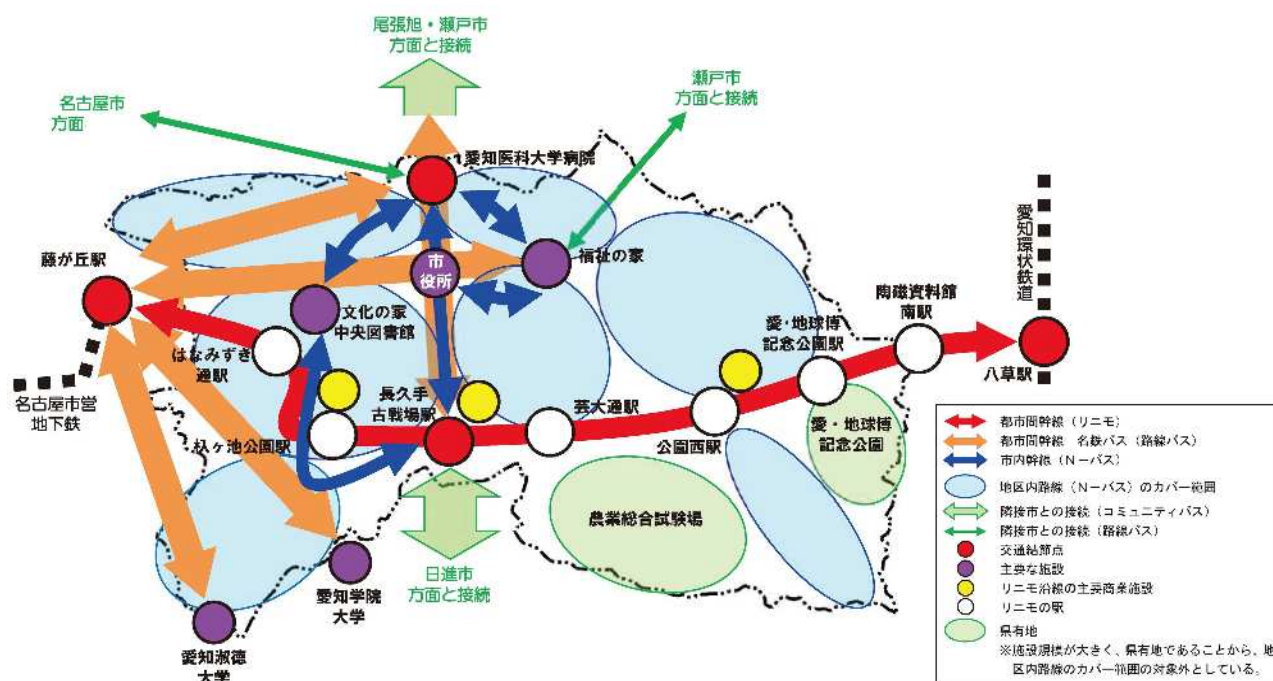 尾張旭・瀬戸市
方面と接続
名古屋市
方面
瀬戸市
方面と接続
愛知医科大学病院
愛知環状鉄道
藤が丘駅
市
役所
福祉の家
文化の家
中央図書館
陶磁資料館
南駅
愛・地球博
記念公園駅
はなみずき
通駅
八草駅
名古屋市営
地下鉄
長久手
古戦場駅
芸大通駅
杁ヶ池公園駅
公園西駅
愛・地球博
記念公園
農業総合試験場
日進市
方面と接続
愛知学院
大学
愛知淑徳
大学
都市間幹線（リニモ）
都市間幹線 名鉄バス（路線バス）
市内幹線（Ｎ－バス）
地区内路線（Ｎ－バス）のカバー範囲
隣接市との接続（コミュニティバス）
隣接市との接続（路線バス）
交通結節点
主要な施設
リニモ沿線の主要商業施設
リニモの駅
県有地
※施設規模が大きく、県有地であることから、地
区内路線のカバー範囲の対象外としている。